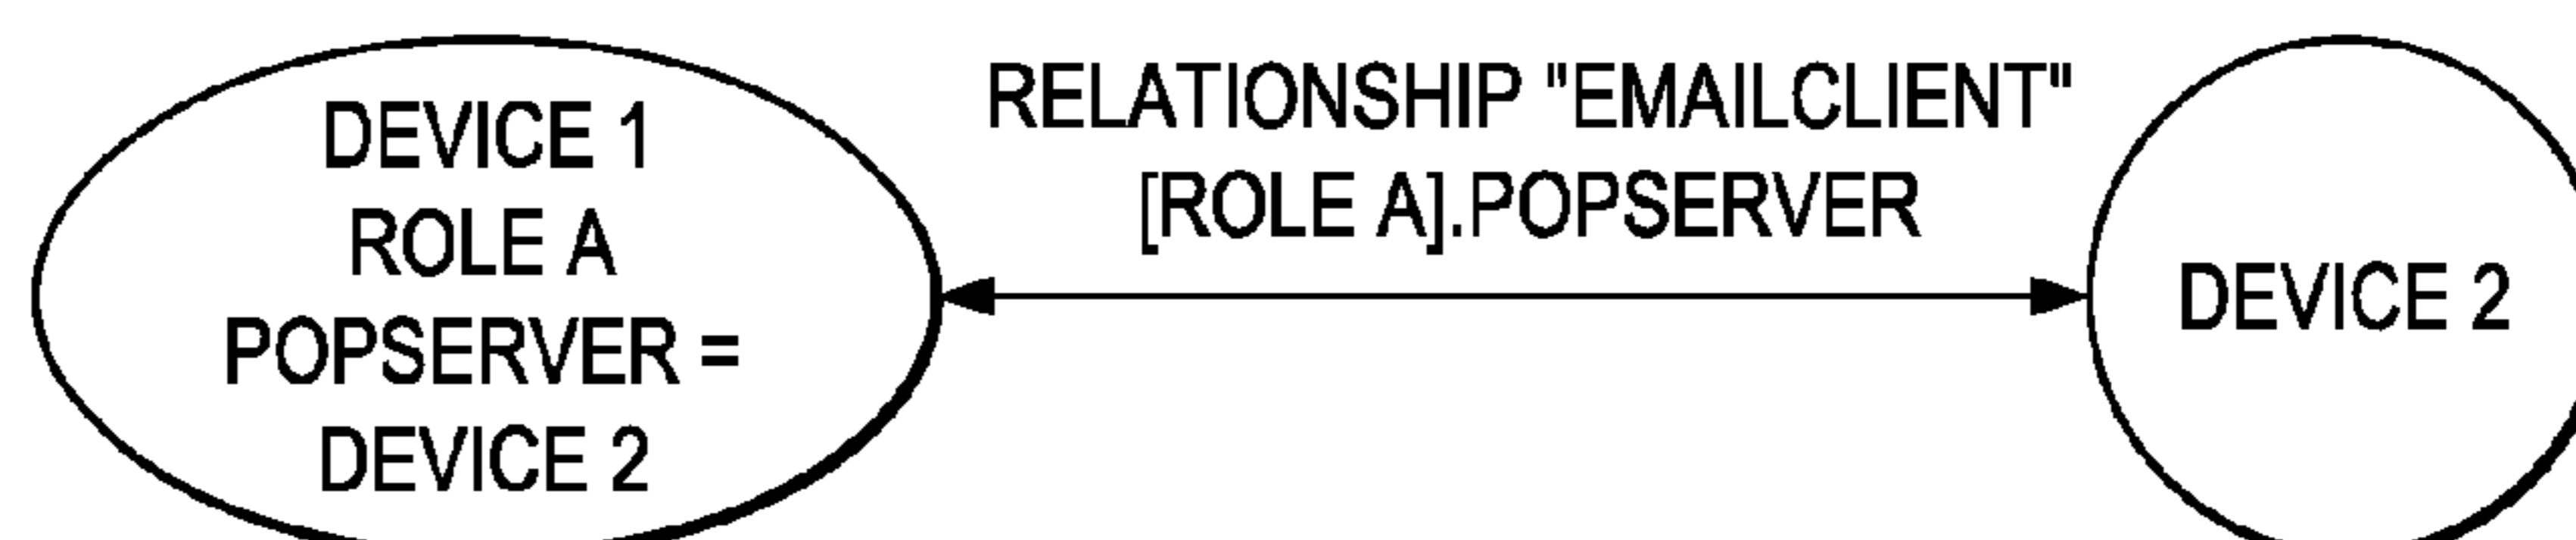 DEVICE 1
ROLE A
POPSERVER =
DEVICE 2
RELATIONSHIP "EMAILCLIENT"
[ROLE A].POPSERVER
DEVICE 2